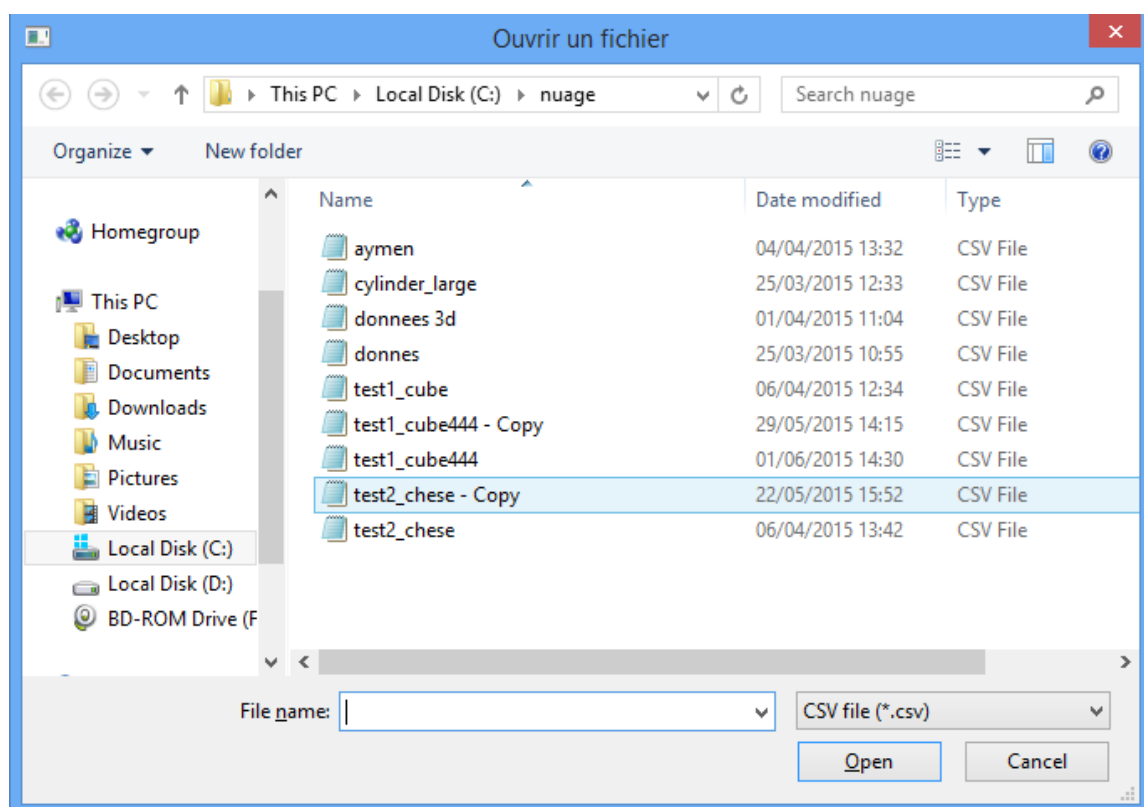 Ouvrir un fichier
This PC Local Disk (C:) nuage Search nuage
Organize New folder
Name Date modified Type
Homegroup
This PC
Desktop
Documents
Downloads
Music
Pictures
Videos
Local Disk (C:)
Local Disk (D:)
BD-ROM Drive (F
aymen 04/04/2015 13:32 CSV File
cylinder_large 25/03/2015 12:33 CSV File
donnees 3d 01/04/2015 11:04 CSV File
donnes 25/03/2015 10:55 CSV File
test1_cube 06/04/2015 12:34 CSV File
test1_cube444 - Copy 29/05/2015 14:15 CSV File
test1_cube444 01/06/2015 14:30 CSV File
test2_chese - Copy 22/05/2015 15:52 CSV File
test2_chese 06/04/2015 13:42 CSV File
File name: CSV file (*.csv)
Open Cancel